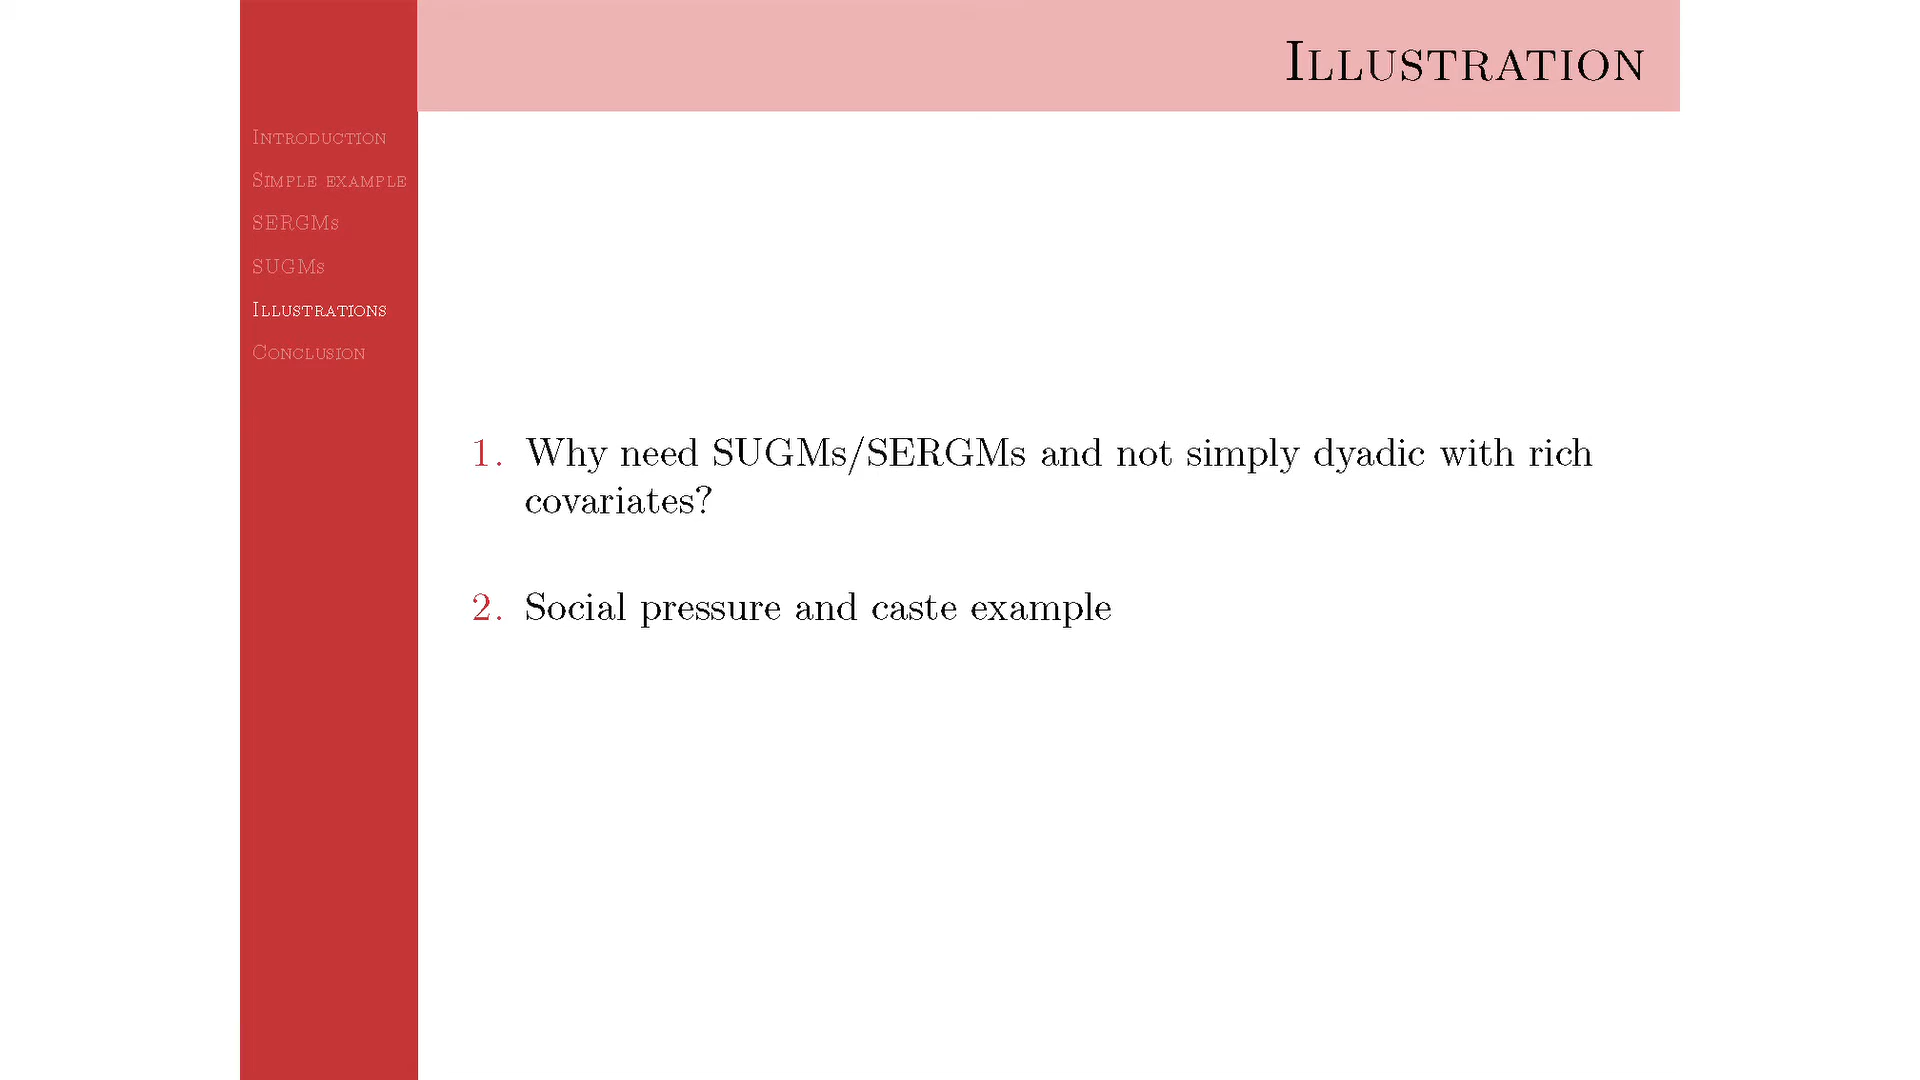 Illustration
Introduction
Simple example
SERGMs
SUGMs
Illustrations
Conclusion
1. Why need SUGMs/SERGMs and not simply dyadic with rich
covariates?
2. Social pressure and caste example